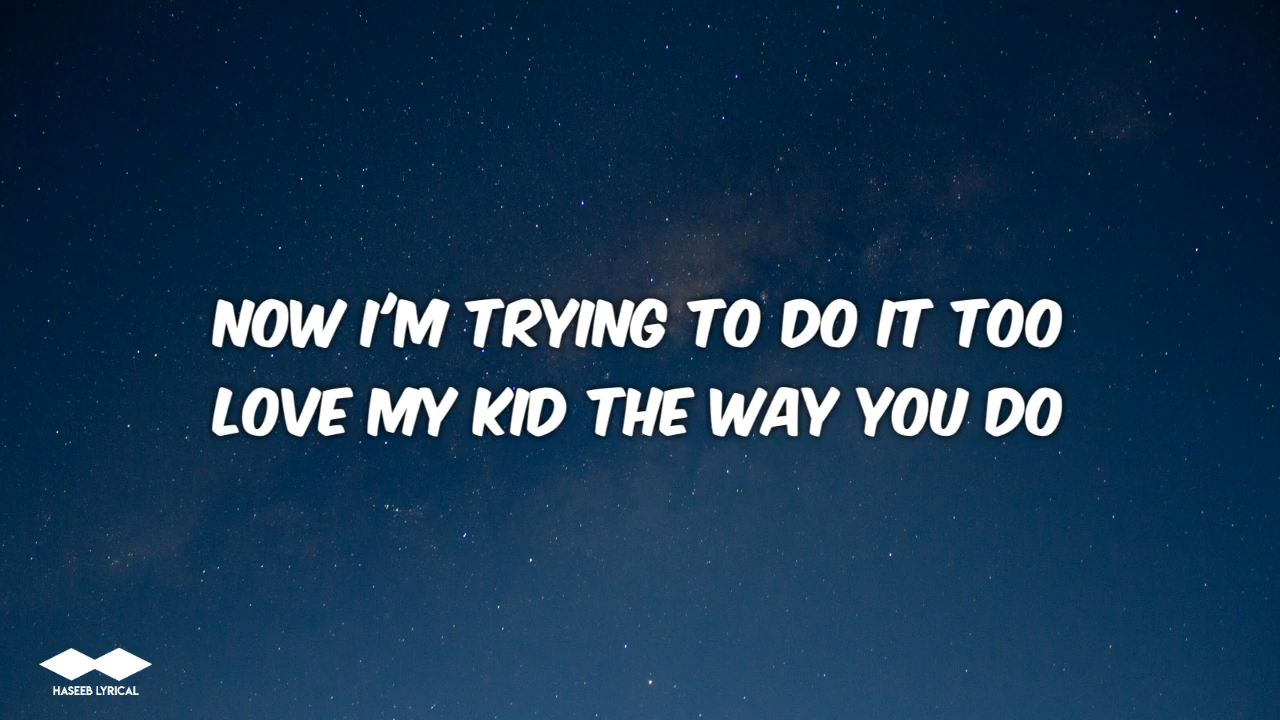 NOW I'M TRYING TO DO IT TOO
LOVE MY KID THE WAY YOU DO
HASEEB LYRICAL